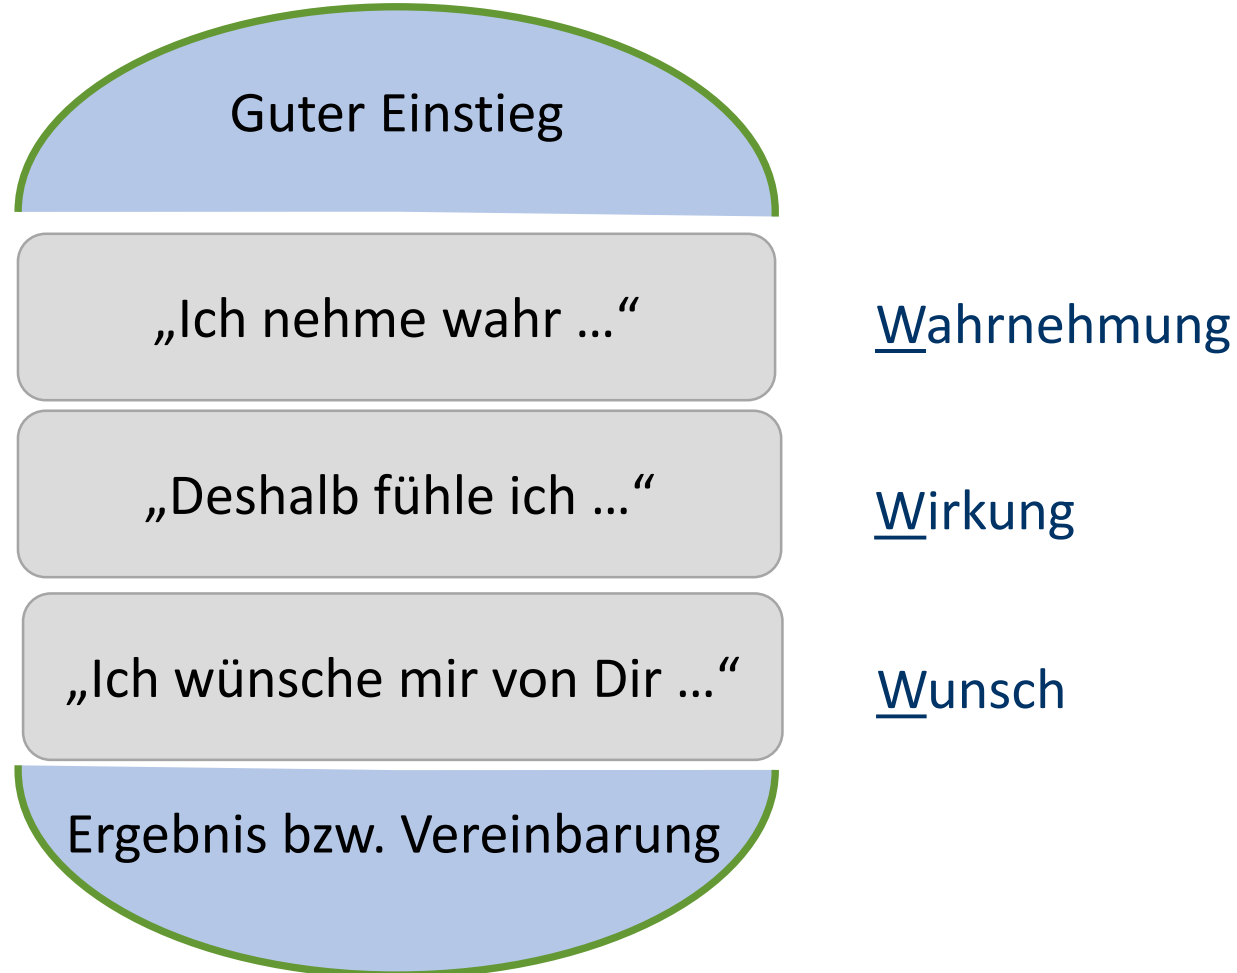 Guter Einstieg
„Ich nehme wahr …“
Wahrnehmung
„Deshalb fühle ich …“
Wirkung
„Ich wünsche mir von Dir …“
Wunsch
Ergebnis bzw. Vereinbarung